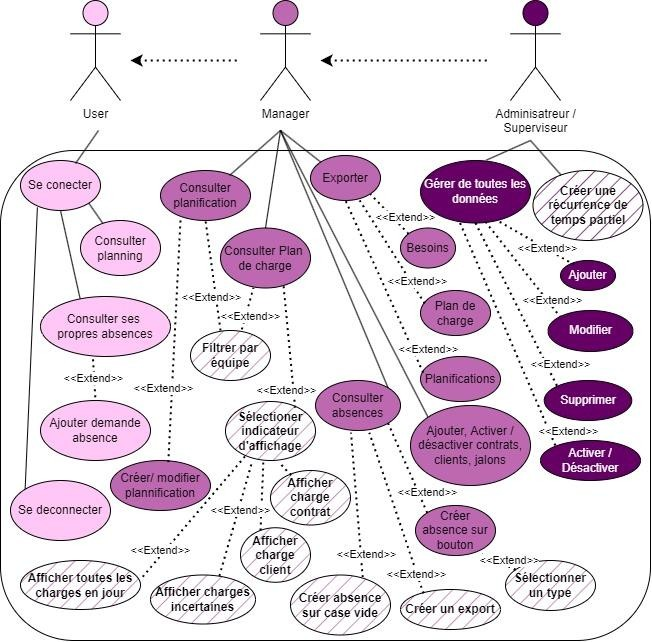 User
Manager
Adminisatreur /
Superviseur
Se conecter
Consulter
planification
Exporter
Gérer de toutes les
données
Créer une
récurrence de
temps partiel
<<Extend>>
Consulter
planning
Consulter Plan
de charge
Besoins
<<Extend>>
Ajouter
<<Extend>>
<<Extend>>
<<Extend>>
<<Extend>>
Consulter ses
propres absences
Plan de
charge
Modifier
<<Extend>>
Filtrer par
équipe
<<Extend>>
<<Extend>>
<<Extend>>
<<Extend>>
<<Extend>>
Planifications
Supprimer
Consulter
absences
Ajouter demande
absence
Sélectioner
indicateur
d'affichage
Ajouter, Activer /
désactiver contrats,
clients, jalons
<<Extend>>
Activer /
Désactiver
Créer/ modifier
plannification
Afficher
charge
contrat
<<Extend>>
Se deconnecter
<<Extend>>
Créer
absence sur
bouton
<<Extend>>
Afficher
charge
client
<<Extend>>
<<Extend>>
<<Extend>>
Afficher toutes les
charges en jour
Afficher charges
incertaines
Créer absence
sur case vide
Créer un export
Sélectionner
un type